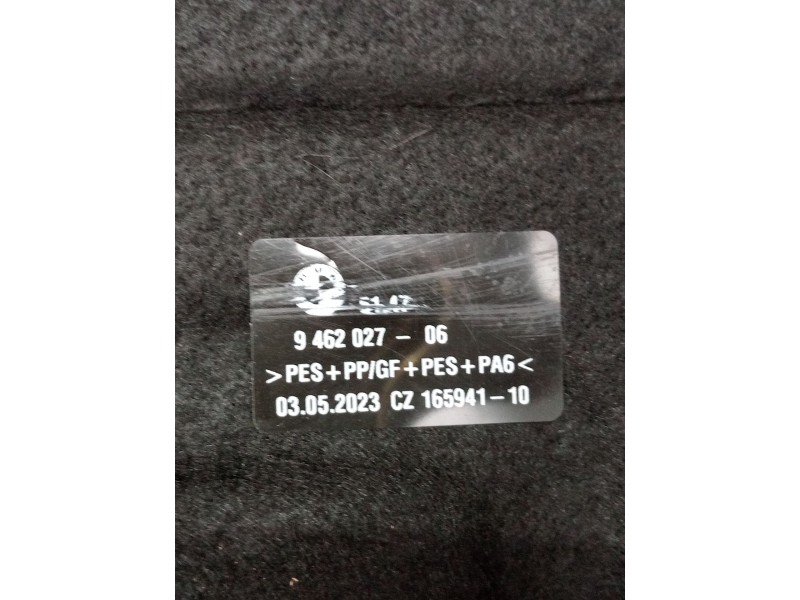 51.47
9 462 027 - 06
>PES+PP/GF+PES+PA6<
03.05.2023 CZ 165941-10